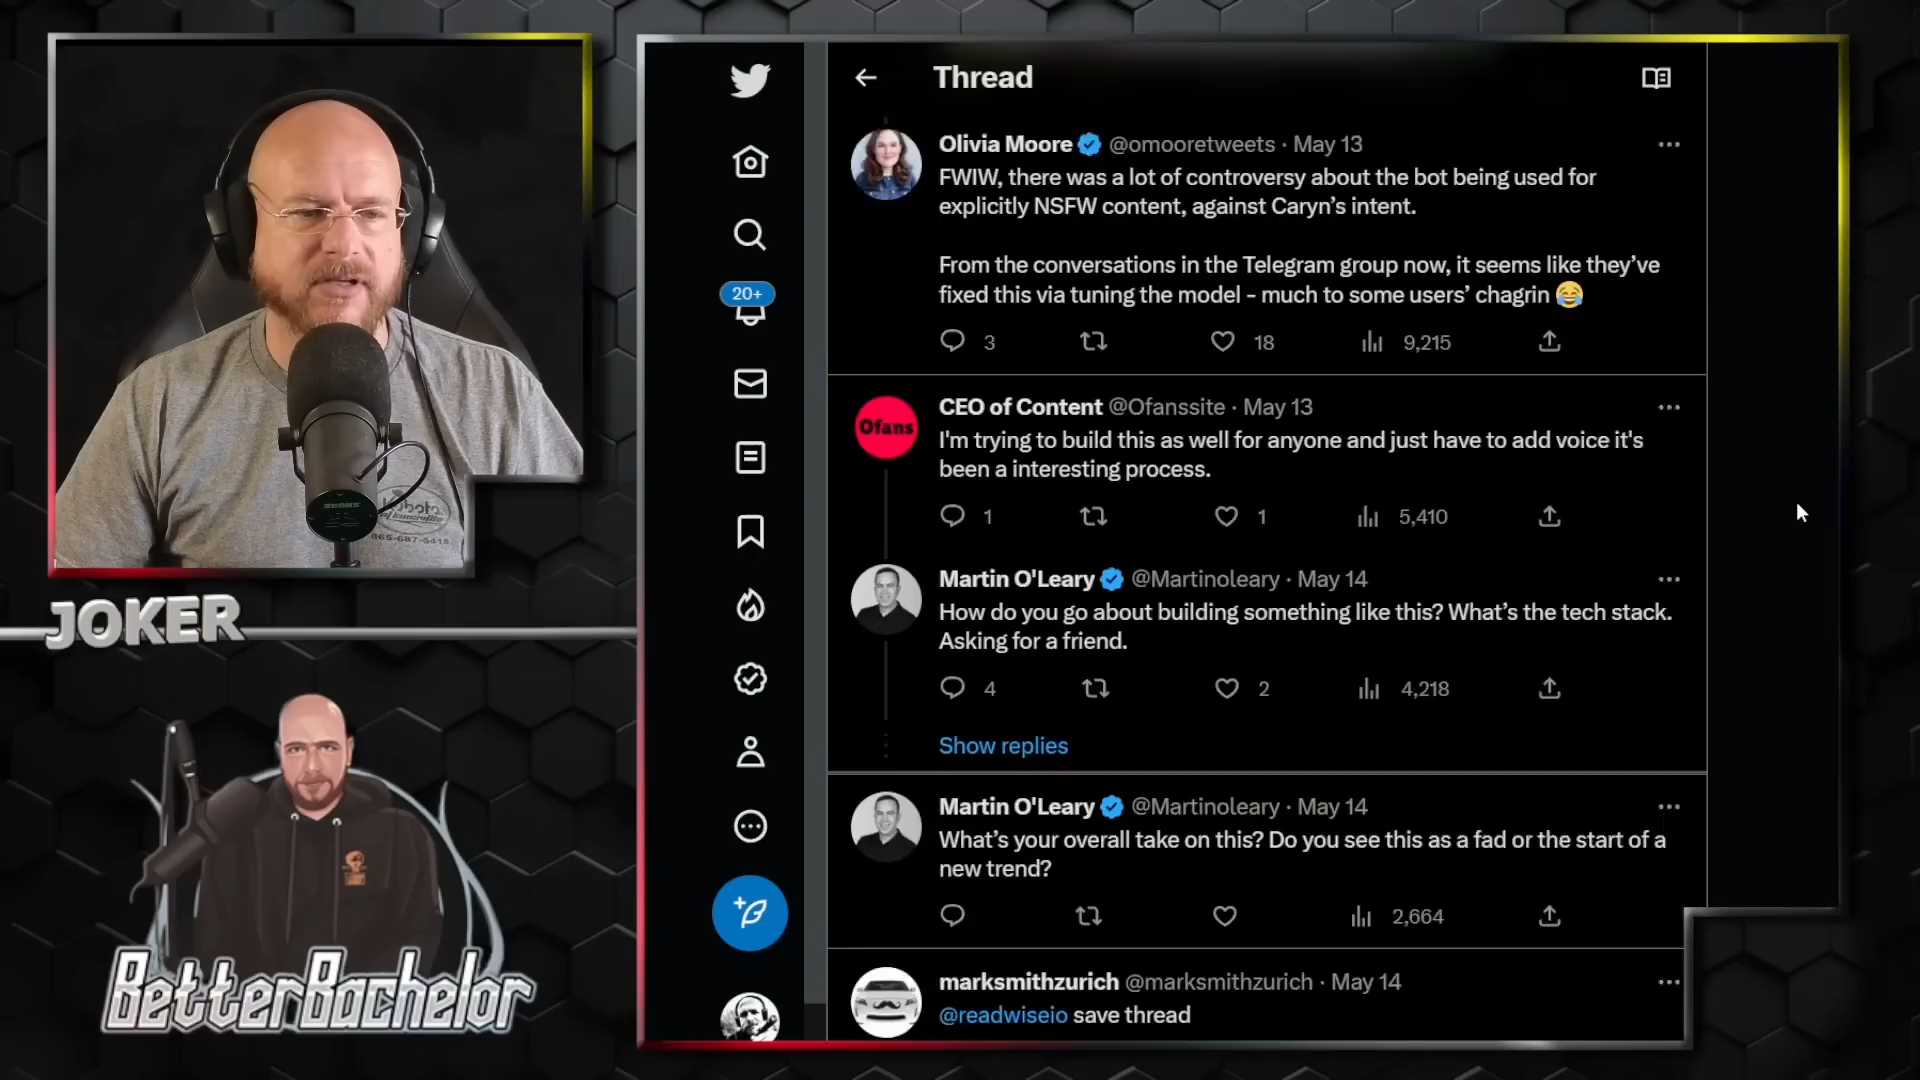 Thread
Olivia Moore @omooretweets · May 13
FWIW, there was a lot of controversy about the bot being used for
explicitly NSFW content, against Caryn’s intent.
From the conversations in the Telegram group now, it seems like they’ve
fixed this via tuning the model - much to some users’ chagrin 😂
3 18 9,215
20+
Ofans
CEO of Content @Ofanssite · May 13
I'm trying to build this as well for anyone and just have to add voice it's
been a interesting process.
1 1 5,410
Martin O'Leary @Martinoleary · May 14
How do you go about building something like this? What’s the tech stack.
Asking for a friend.
4 2 4,218
Show replies
Martin O'Leary @Martinoleary · May 14
What’s your overall take on this? Do you see this as a fad or the start of a
new trend?
2,664
marksmithzurich @marksmithzurich · May 14
@readwiseio save thread
Kubota
865-687-5415
JOKER
BetterBachelor